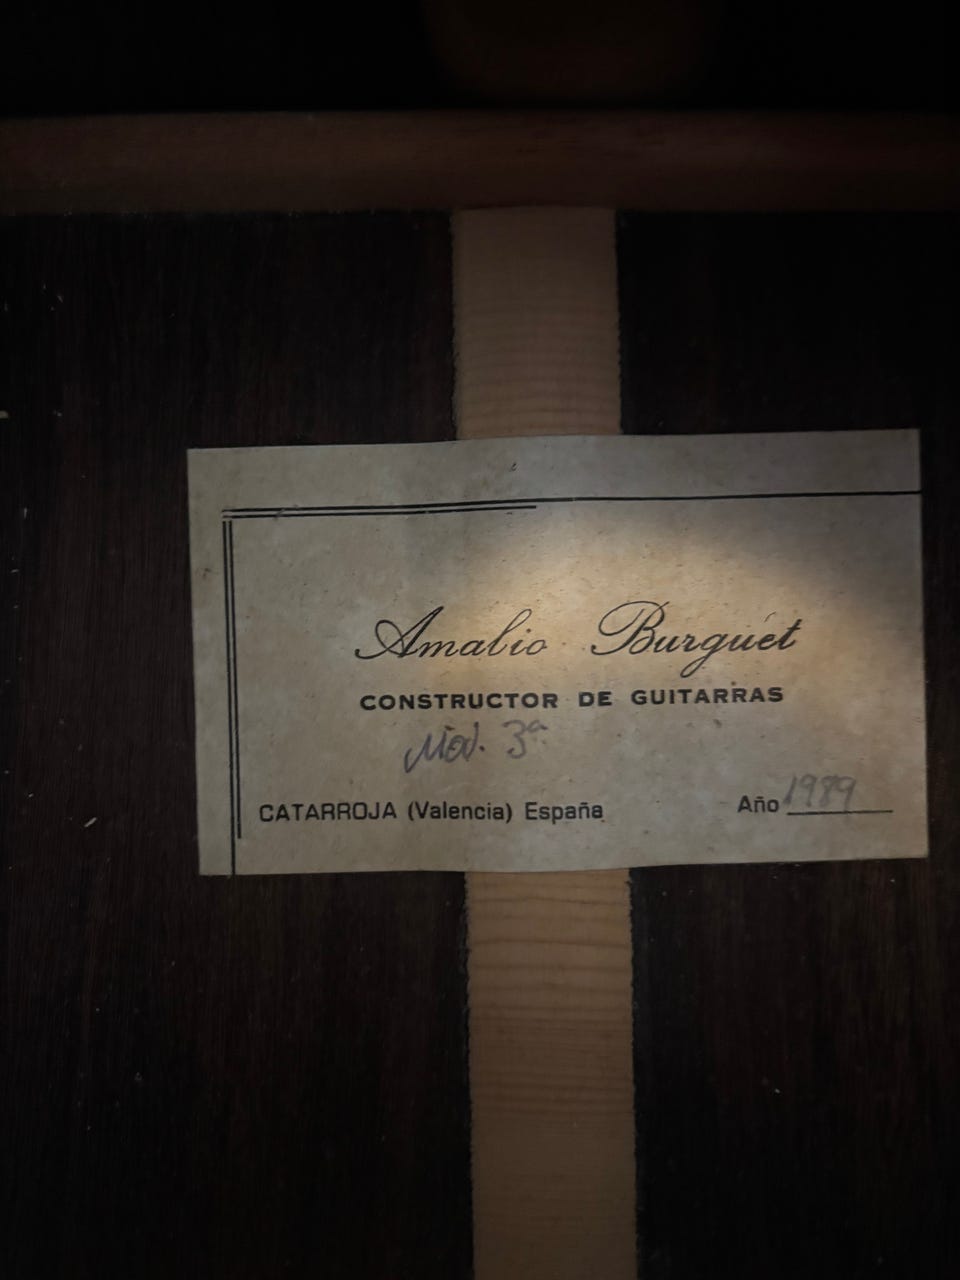 Amalio Burguet
CONSTRUCTOR DE GUITARRAS
Mod. 3ª
CATARROJA (Valencia) España
Año 1989